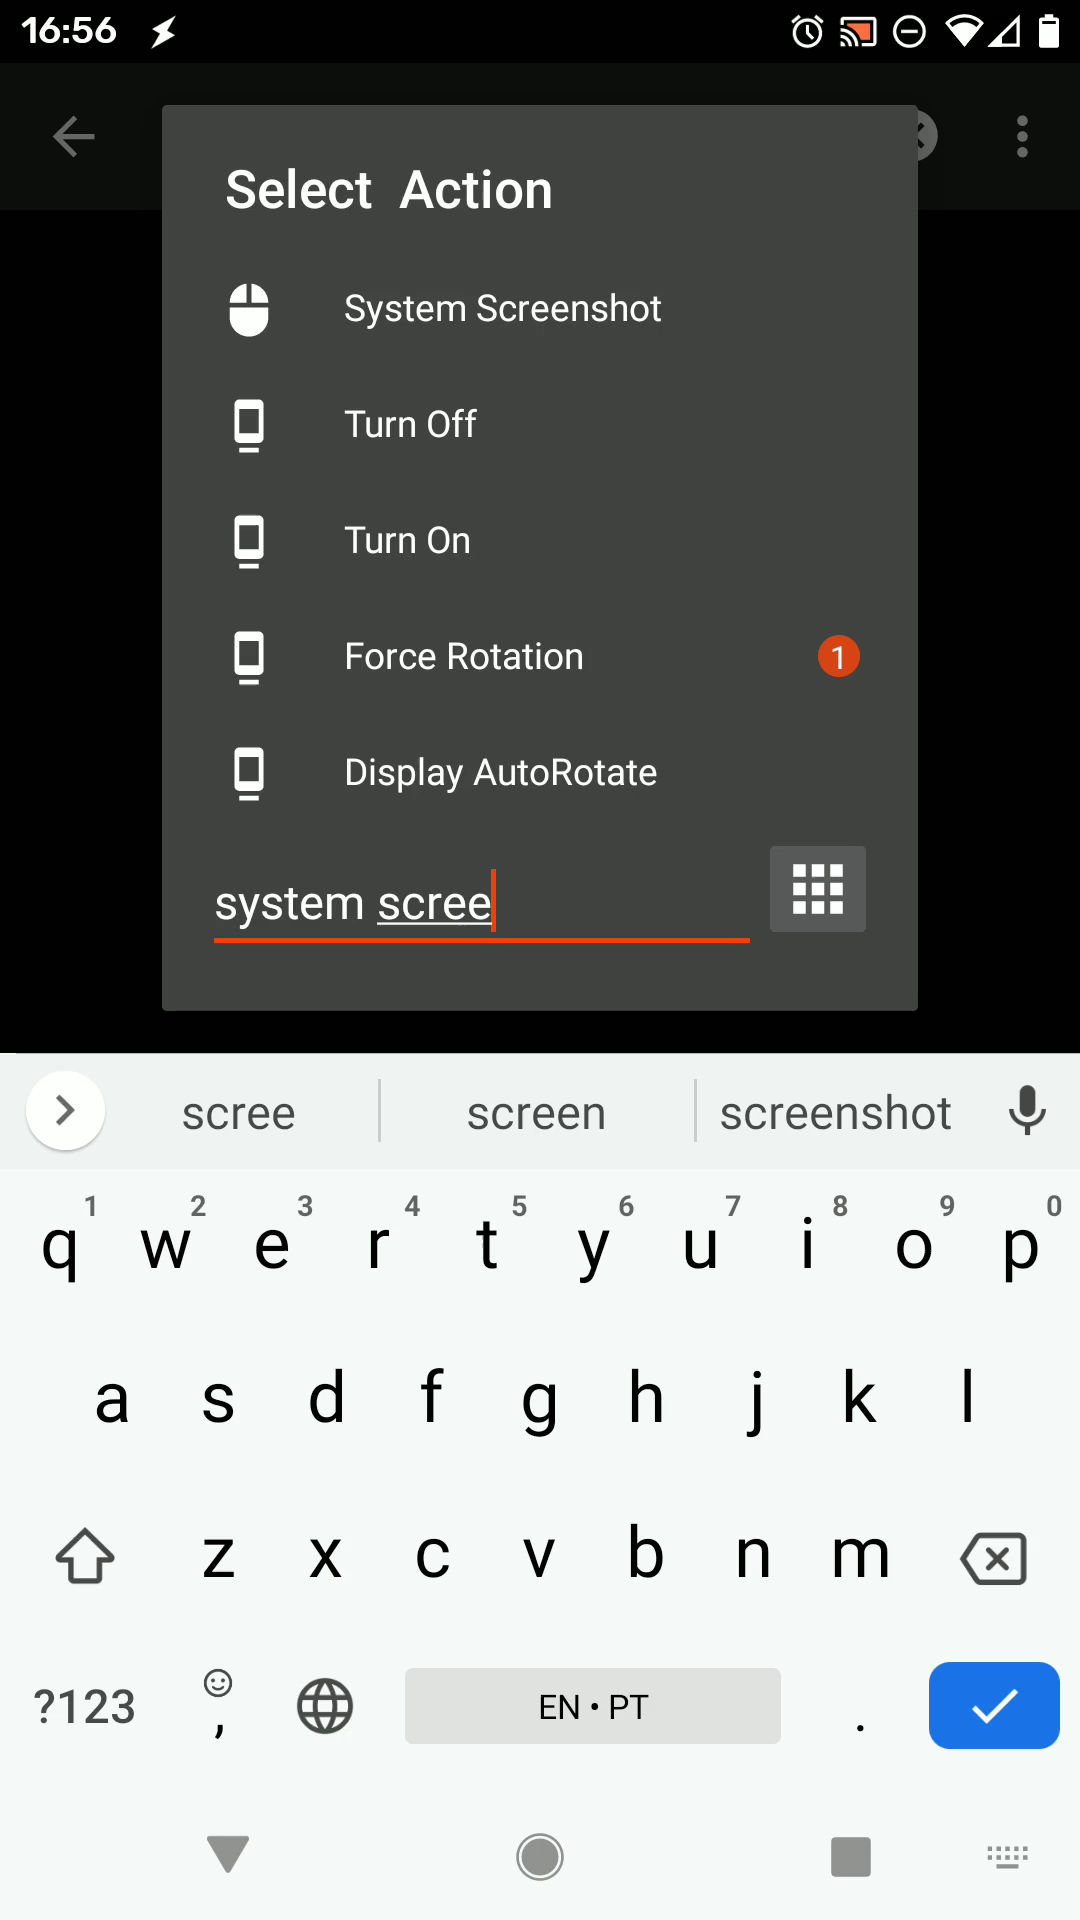 16:56
Select Action
System Screenshot
Turn Off
Turn On
Force Rotation 1
Display AutoRotate
system scree
scree screen screenshot
1 2 3 4 5 6 7 8 9 0
q w e r t y u i o p
a s d f g h j k l
z x c v b n m
?123 , EN • PT .